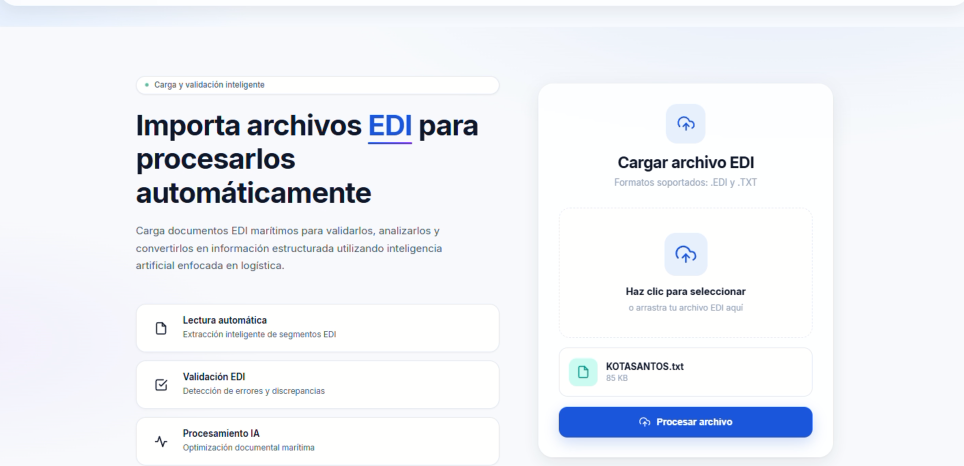 Carga y validación inteligente
Importa archivos EDI para
procesarlos
automáticamente
Carga documentos EDI marítimos para validarlos, analizarlos y
convertirlos en información estructurada utilizando inteligencia
artificial enfocada en logística.
Lectura automática
Extracción inteligente de segmentos EDI
Validación EDI
Detección de errores y discrepancias
Procesamiento IA
Optimización documental marítima
Cargar archivo EDI
Formatos soportados: .EDI y .TXT
Haz clic para seleccionar
o arrastra tu archivo EDI aquí
KOTASANTOS.txt
85 KB
Procesar archivo